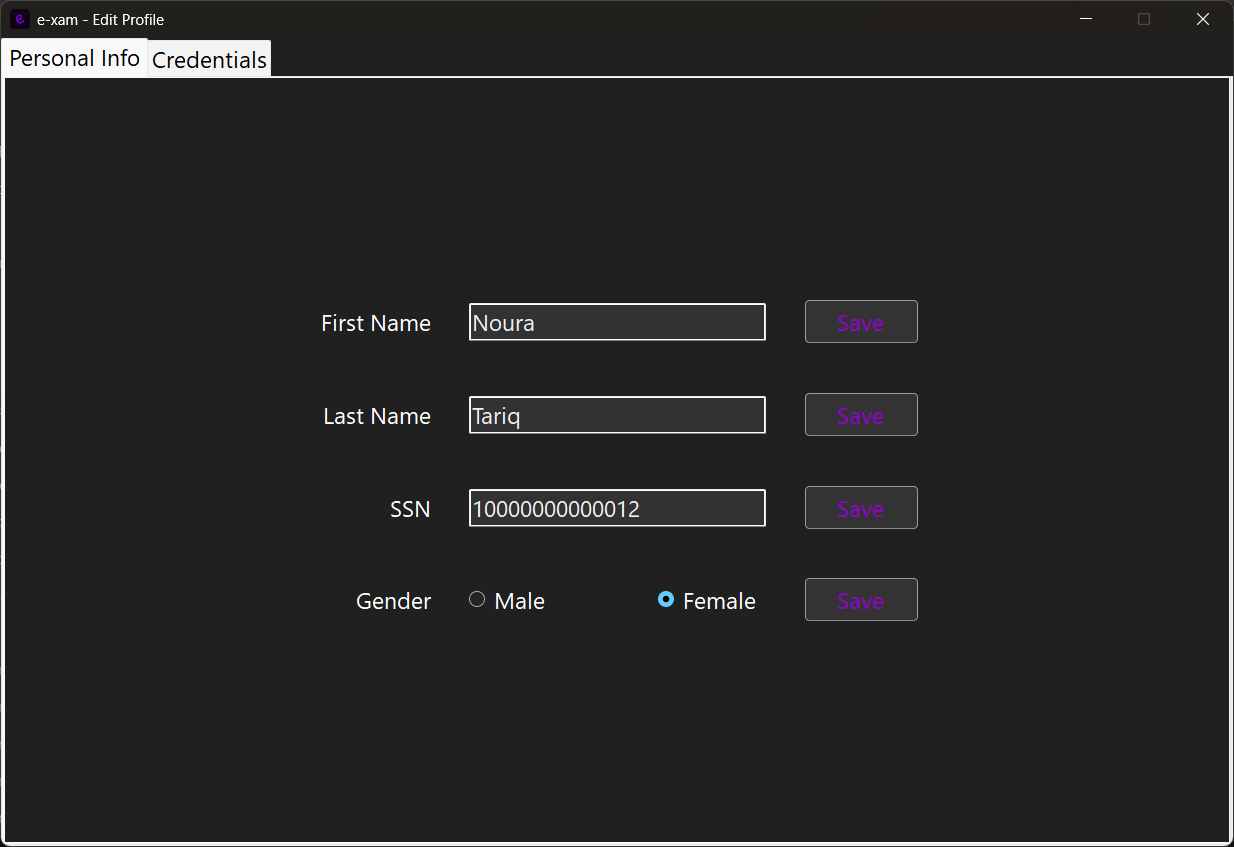 e-xam - Edit Profile
Personal Info Credentials
First Name Noura Save
Last Name Tariq Save
SSN 10000000000012 Save
Gender Male Female Save